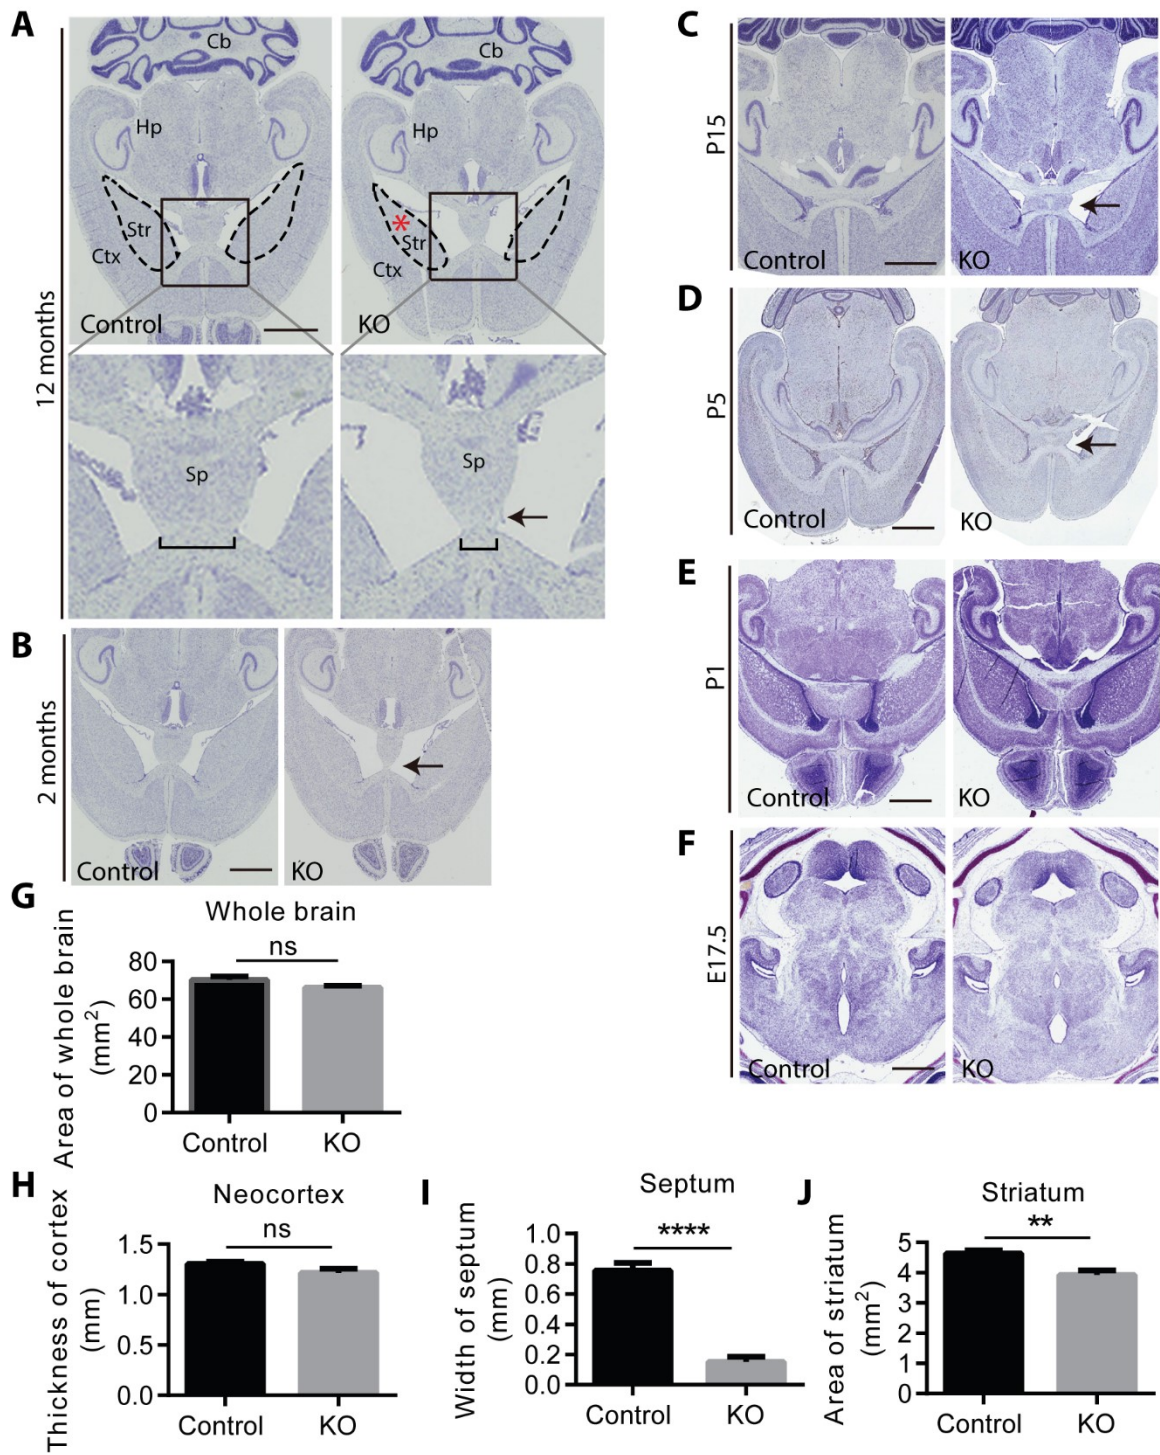 A
12 months
Cb
Hp
Str
Ctx
Control
Cb
Hp
*
Str
Ctx
KO
Sp
Sp
B
2 months
Control
KO
C
P15
Control
KO
D
P5
Control
KO
E
P1
Control
KO
F
E17.5
Control
KO
G
Whole brain
ns
Area of whole brain
(mm²)
80
60
40
20
0
Control
KO
H
Neocortex
ns
Thickness of cortex
(mm)
1.5
1.0
0.5
0.0
Control
KO
I
Septum
****
Width of septum
(mm)
1.0
0.8
0.6
0.4
0.2
0.0
Control
KO
J
Striatum
**
Area of striatum
(mm²)
5
4
3
2
1
0
Control
KO